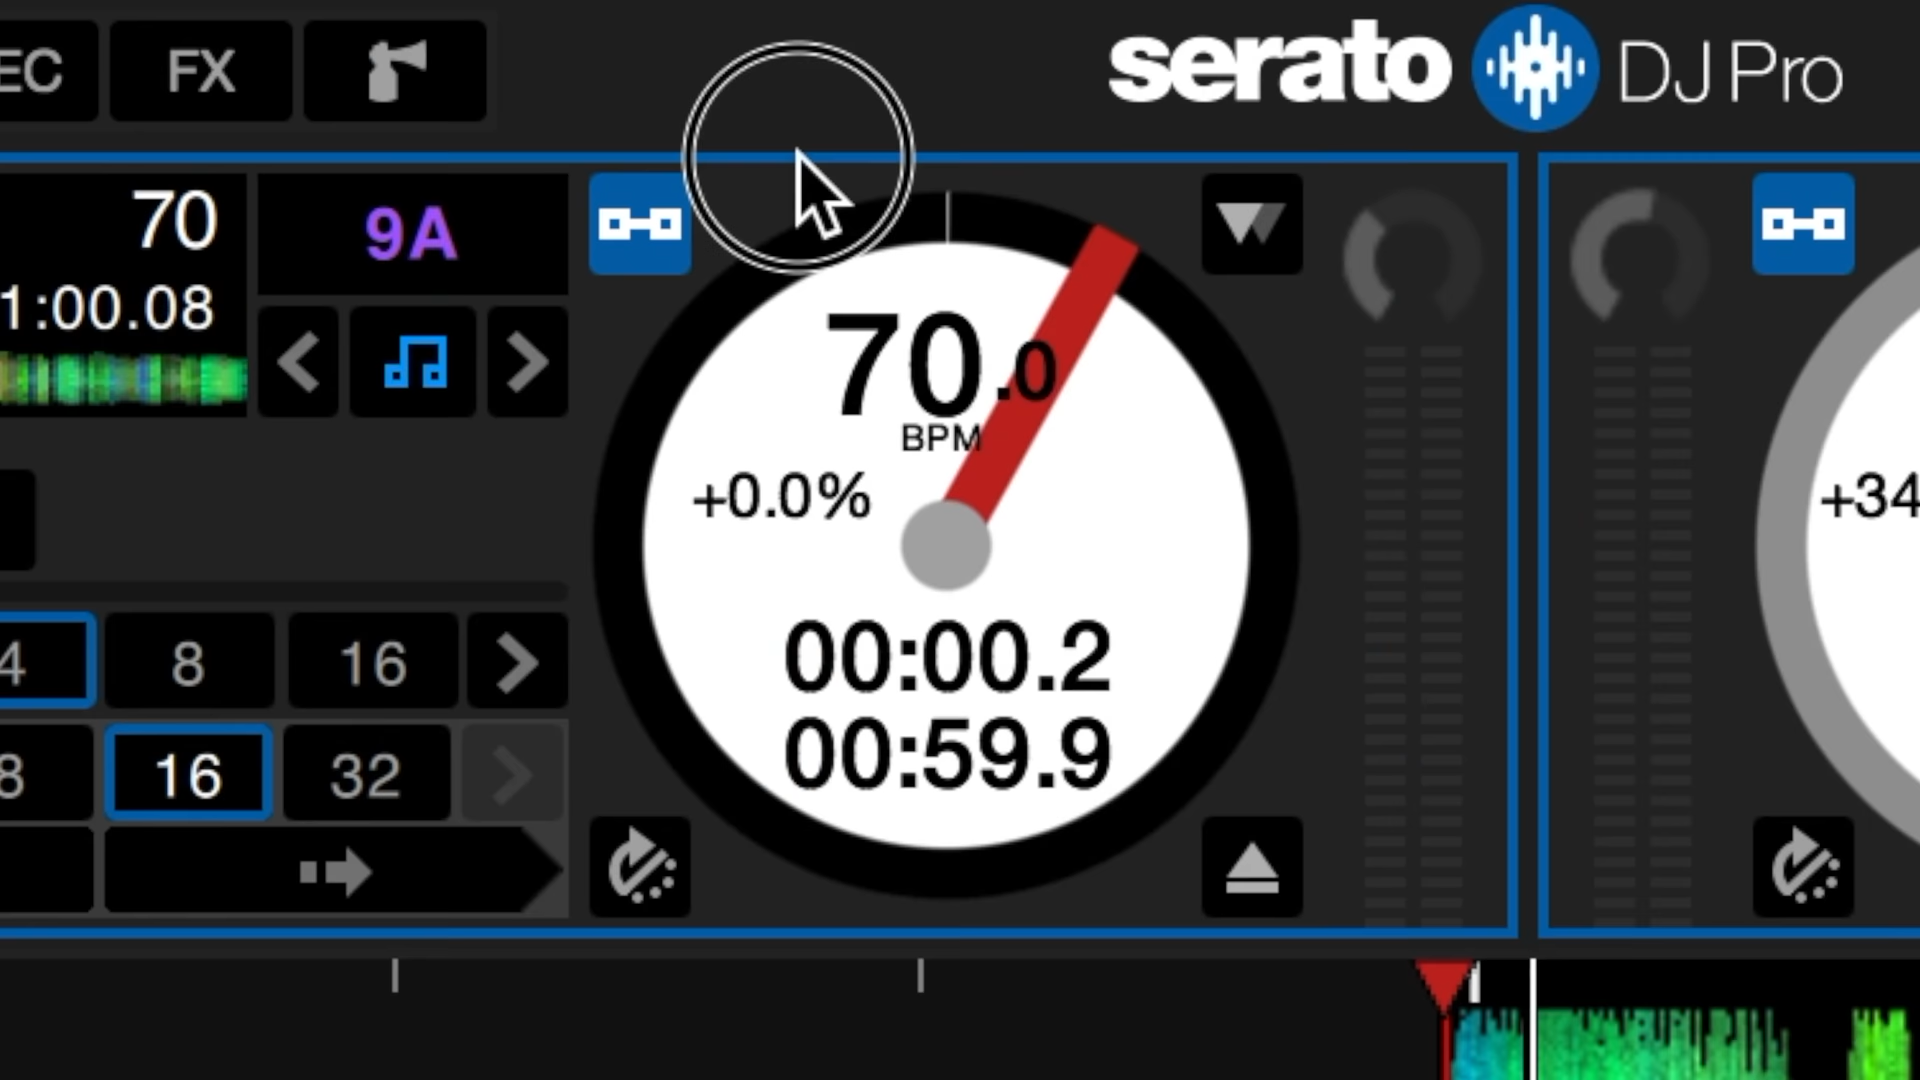 EC FX
serato DJ Pro
70
1:00.08
9A
70.0
BPM
+0.0%
00:00.2
00:59.9
+34
4 8 16
8 16 32